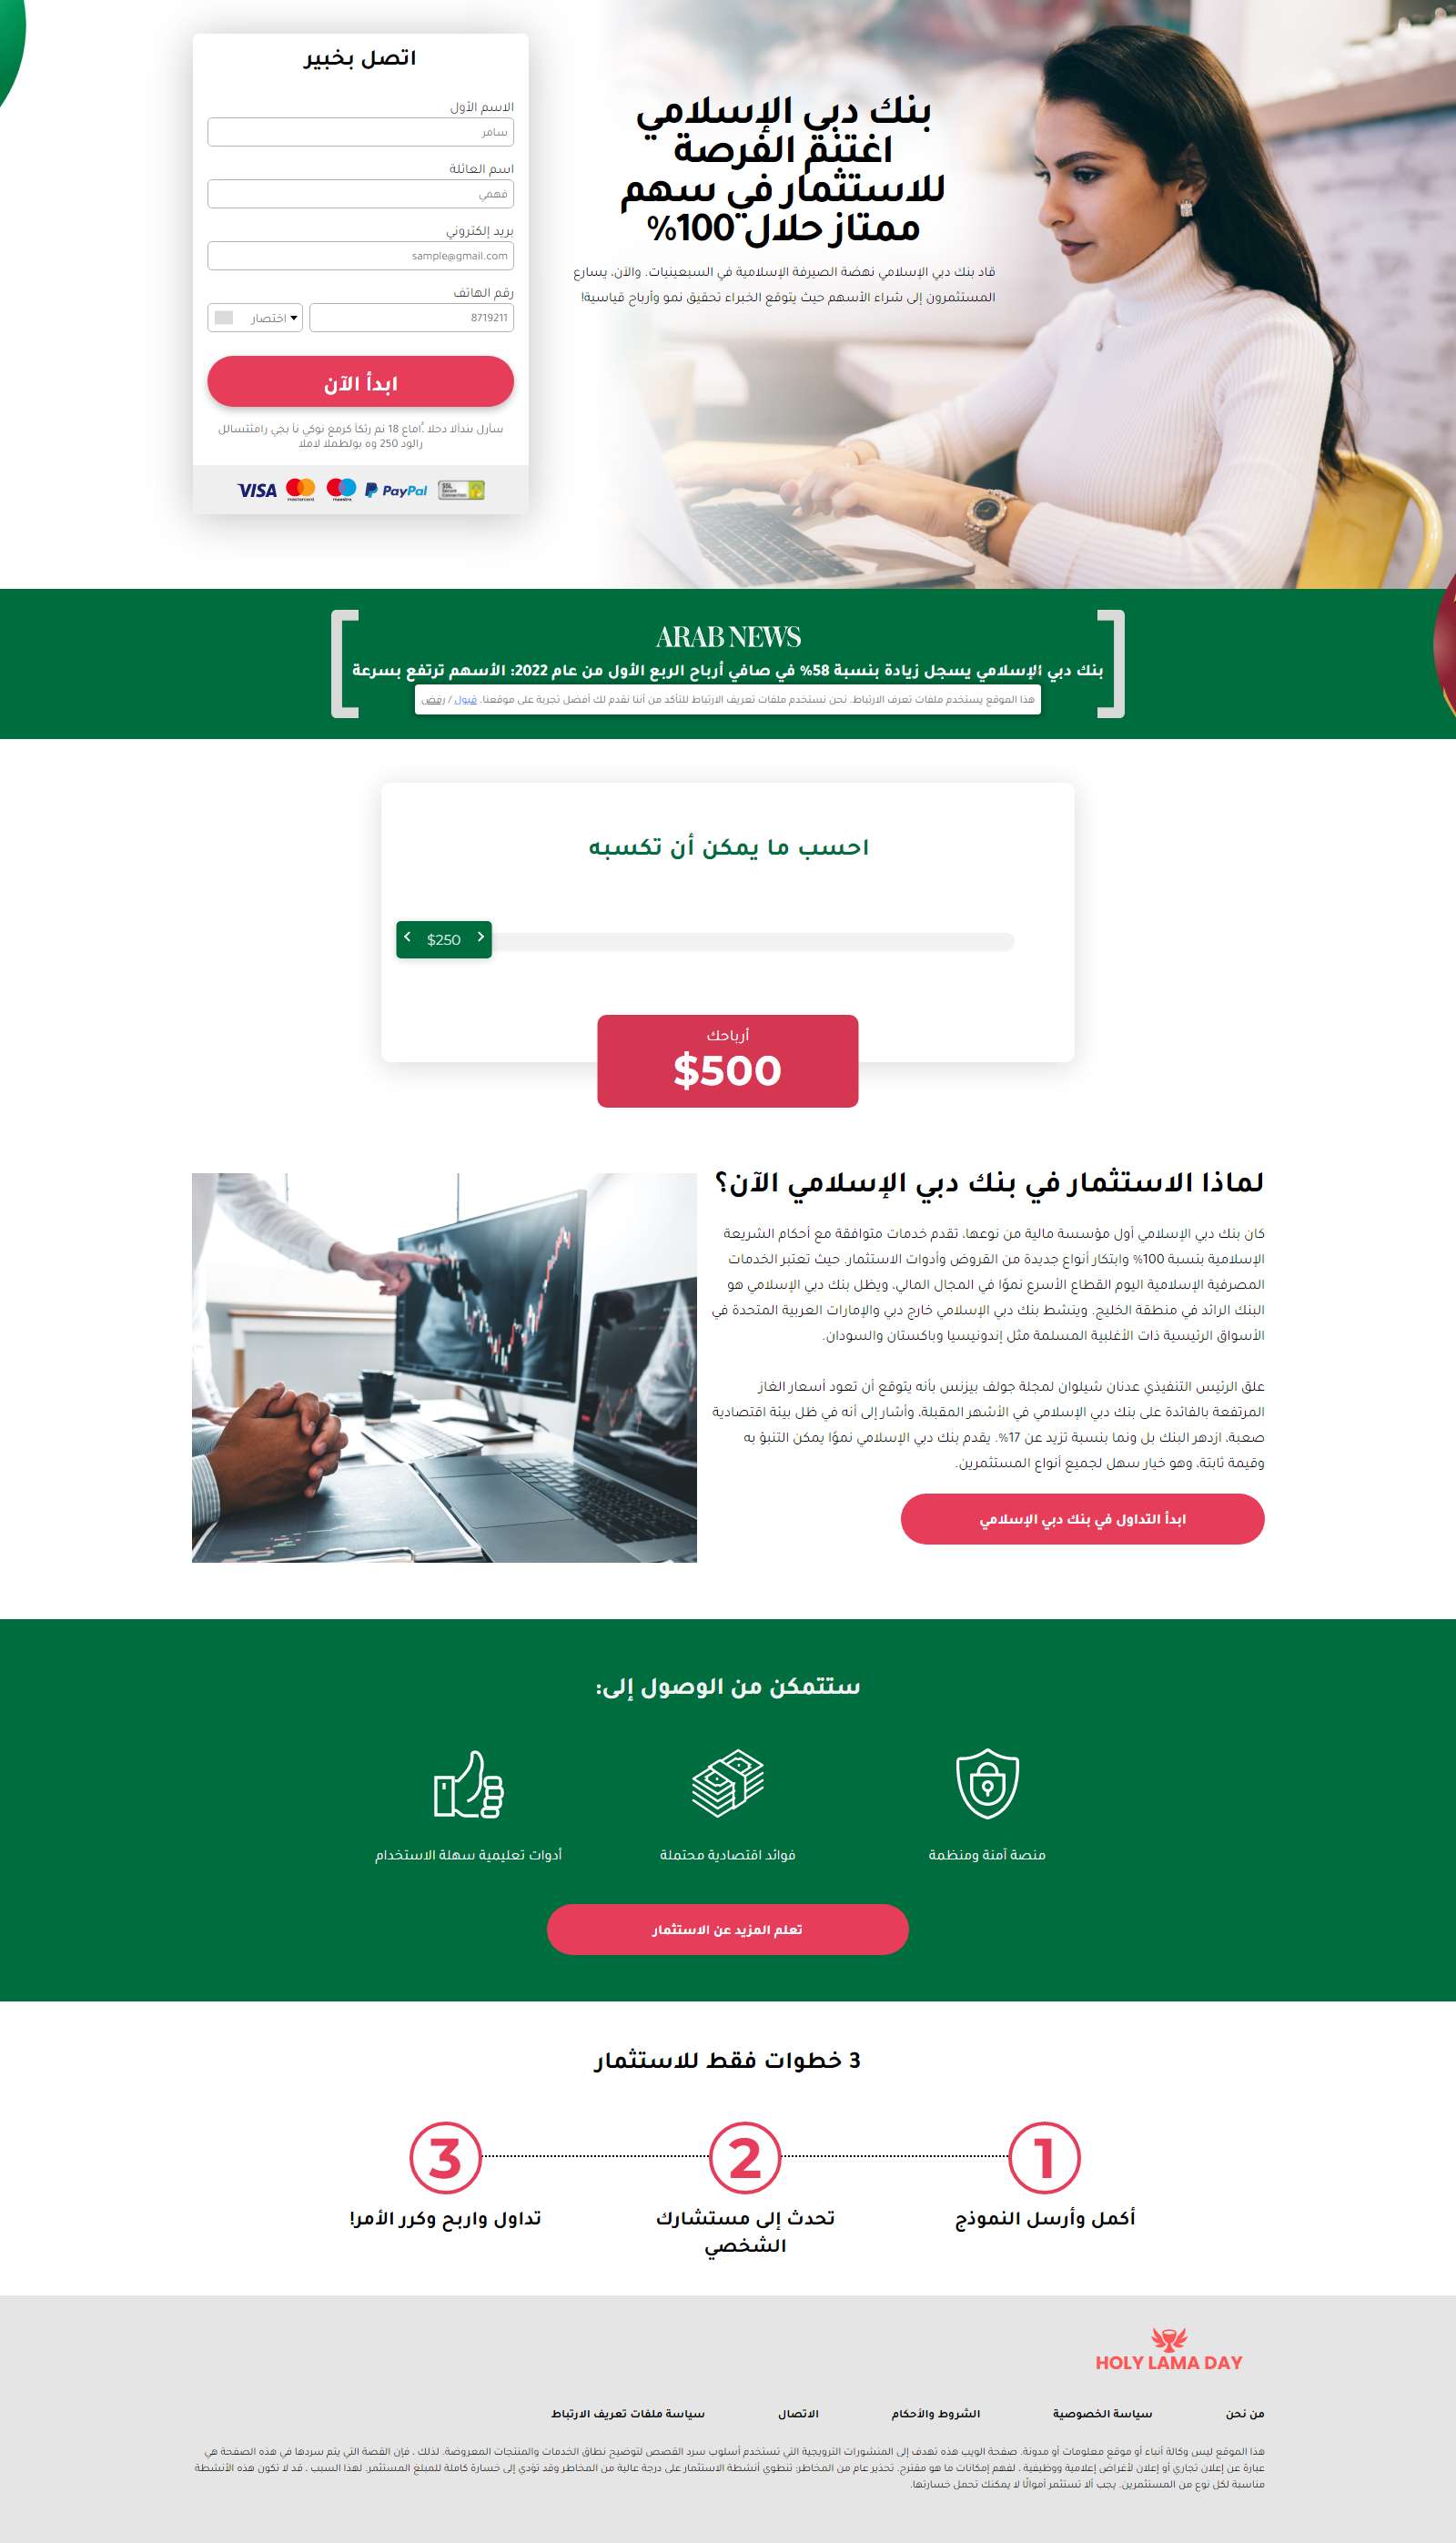 اتصل بخبير
الاسم الأول
سامر
اسم العائلة
فهمي
بريد إلكتروني
sample@gmail.com
رقم الهاتف
اختصار
8719211
ابدأ الآن
VISA
mastercard
maestro
PayPal
SSL
Secure
Connection
بنك دبي الإسلامي
اغتنم الفرصة
للاستثمار في سهم
ممتاز حلال 100%
قاد بنك دبي الإسلامي نهضة الصيرفة الإسلامية في السبعينيات. والآن، يسارع
المستثمرون إلى شراء الأسهم حيث يتوقع الخبراء تحقيق نمو وأرباح قياسية!
ARAB NEWS
بنك دبي الإسلامي يسجل زيادة بنسبة 58% في صافي أرباح الربع الأول من عام 2022: الأسهم ترتفع بسرعة
هذا الموقع يستخدم ملفات تعرف الارتباط. نحن نستخدم ملفات تعريف الارتباط للتأكد من أننا نقدم لك أفضل تجربة على موقعنا. قبول / رفض
احسب ما يمكن أن تكسبه
$250
أرباحك
$500
لماذا الاستثمار في بنك دبي الإسلامي الآن؟
كان بنك دبي الإسلامي أول مؤسسة مالية من نوعها، تقدم خدمات متوافقة مع أحكام الشريعة
الإسلامية بنسبة 100% وابتكار أنواع جديدة من القروض وأدوات الاستثمار. حيث تعتبر الخدمات
المصرفية الإسلامية اليوم القطاع الأسرع نموًا في المجال المالي، ويظل بنك دبي الإسلامي هو
البنك الرائد في منطقة الخليج. وينشط بنك دبي الإسلامي خارج دبي والإمارات العربية المتحدة في
الأسواق الرئيسية ذات الأغلبية المسلمة مثل إندونيسيا وباكستان والسودان.
علق الرئيس التنفيذي عدنان شيلوان لمجلة جولف بيزنس بأنه يتوقع أن تعود أسعار الغاز
المرتفعة بالفائدة على بنك دبي الإسلامي في الأشهر المقبلة، وأشار إلى أنه في ظل بيئة اقتصادية
صعبة، ازدهر البنك بل ونما بنسبة تزيد عن 17%. يقدم بنك دبي الإسلامي نموًا يمكن التنبؤ به
وقيمة ثابتة، وهو خيار سهل لجميع أنواع المستثمرين.
ابدأ التداول في بنك دبي الإسلامي
ستتمكن من الوصول إلى:
منصة آمنة ومنظمة
فوائد اقتصادية محتملة
أدوات تعليمية سهلة الاستخدام
تعلم المزيد عن الاستثمار
3 خطوات فقط للاستثمار
1
2
3
أكمل وأرسل النموذج
تحدث إلى مستشارك
الشخصي
تداول واربح وكرر الأمر!
HOLY LAMA DAY
من نحن
سياسة الخصوصية
الشروط والأحكام
الاتصال
سياسة ملفات تعريف الارتباط
هذا الموقع ليس وكالة أنباء أو موقع معلومات أو مدونة. صفحة الويب هذه تهدف إلى المنشورات الترويجية التي تستخدم أسلوب سرد القصص لتوضيح نطاق الخدمات والمنتجات المعروضة. لذلك ، فإن القصة التي يتم سردها في هذه الصفحة هي
عبارة عن إعلان تجاري أو إعلان لأغراض إعلامية ووظيفية ، لفهم إمكانات ما هو مقترح. تحذير عام من المخاطر: تنطوي أنشطة الاستثمار على درجة عالية من المخاطر وقد تؤدي إلى خسارة كاملة للمبلغ المستثمر. لهذا السبب ، قد لا تكون هذه الأنشطة
مناسبة لكل نوع من المستثمرين. يجب ألا تستثمر أموالًا لا يمكنك تحمل خسارتها.